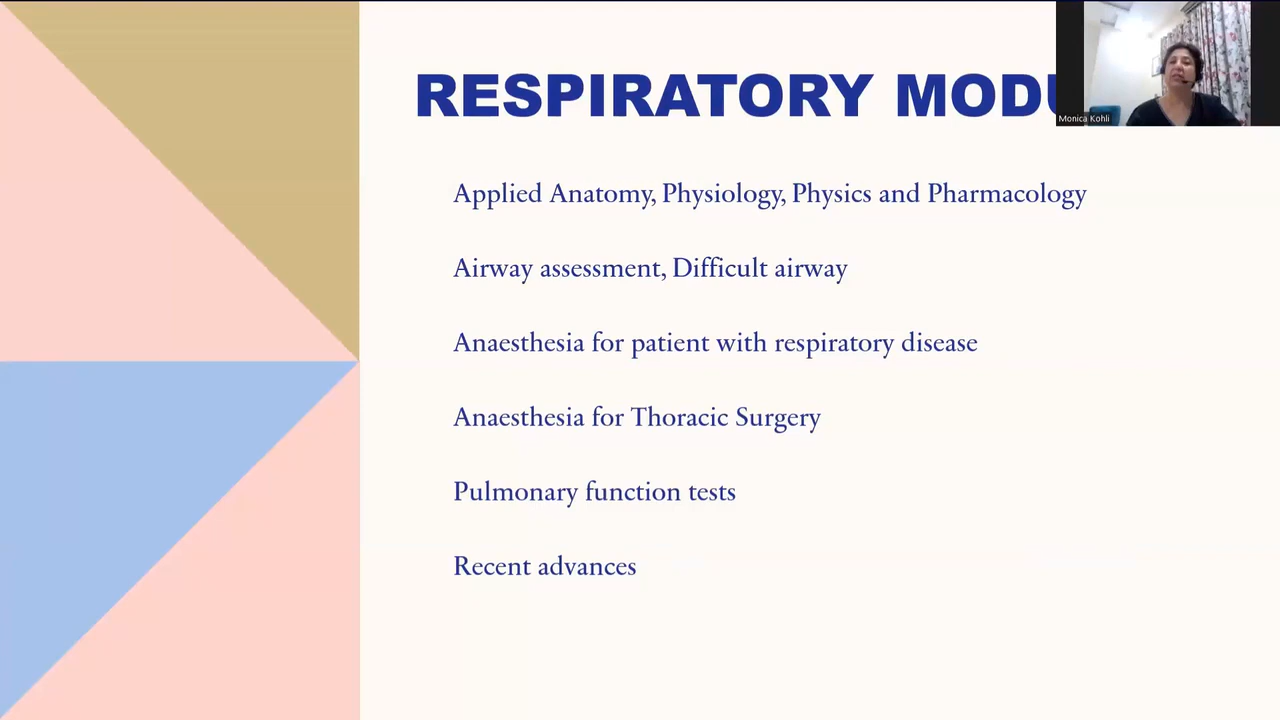 RESPIRATORY MODU
Monica Kohli
Applied Anatomy, Physiology, Physics and Pharmacology
Airway assessment, Difficult airway
Anaesthesia for patient with respiratory disease
Anaesthesia for Thoracic Surgery
Pulmonary function tests
Recent advances